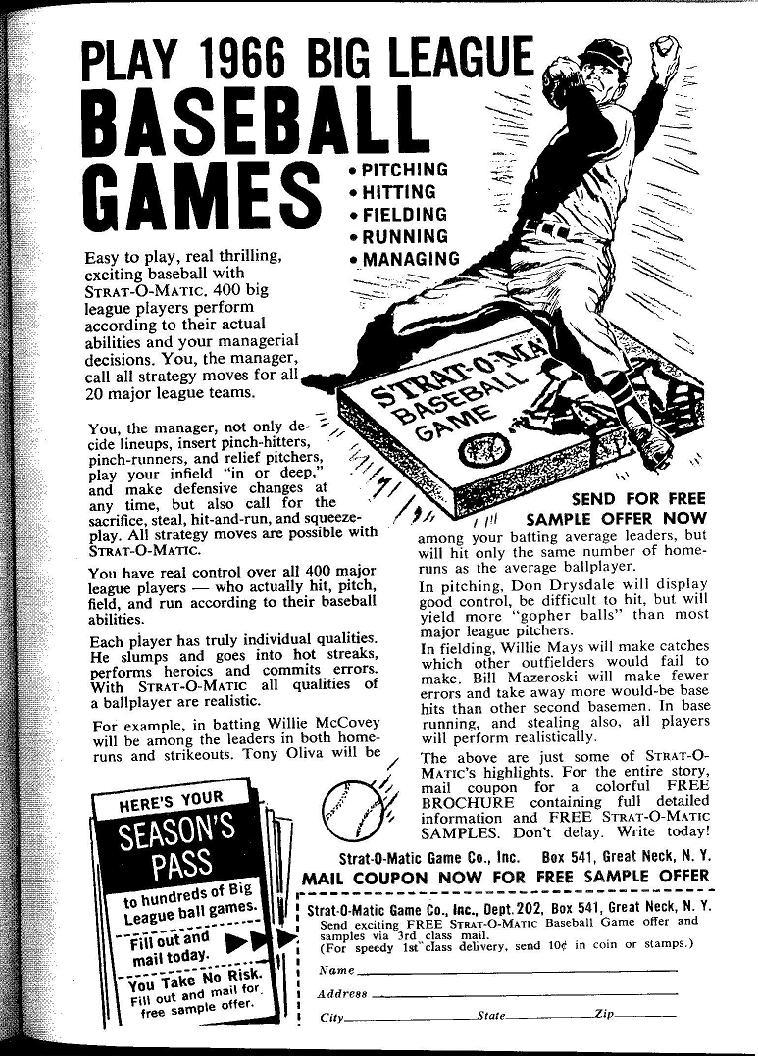 PLAY 1966 BIG LEAGUE
BASEBALL
GAMES
• PITCHING
• HITTING
• FIELDING
• RUNNING
• MANAGING
Easy to play, real thrilling,
exciting baseball with
STRAT-O-MATIC. 400 big
league players perform
according to their actual
abilities and your managerial
decisions. You, the manager,
call all strategy moves for all
20 major league teams.
STRAT-O-MA
BASEBALL
GAME
You, the manager, not only de-
cide lineups, insert pinch-hitters,
pinch-runners, and relief pitchers,
play your infield "in or deep,"
and make defensive changes at
any time, but also call for the
sacrifice, steal, hit-and-run, and squeeze-
play. All strategy moves are possible with
STRAT-O-MATIC.
You have real control over all 400 major
league players — who actually hit, pitch,
field, and run according to their baseball
abilities.
Each player has truly individual qualities.
He slumps and goes into hot streaks,
performs heroics and commits errors.
With STRAT-O-MATIC all qualities of
a ballplayer are realistic.
For example, in batting Willie McCovey
will be among the leaders in both home-
runs and strikeouts. Tony Oliva will be
SEND FOR FREE
SAMPLE OFFER NOW
among your batting average leaders, but
will hit only the same number of home-
runs as the average ballplayer.
In pitching, Don Drysdale will display
good control, be difficult to hit, but will
yield more "gopher balls" than most
major league pitchers.
In fielding, Willie Mays will make catches
which other outfielders would fail to
make. Bill Mazeroski will make fewer
errors and take away more would-be base
hits than other second basemen. In base
running, and stealing also, all players
will perform realistically.
The above are just some of STRAT-O-
MATIC's highlights. For the entire story,
mail coupon for a colorful FREE
BROCHURE containing full detailed
information and FREE STRAT-O-MATIC
SAMPLES. Don't delay. Write today!
Strat-O-Matic Game Co., Inc. Box 541, Great Neck, N. Y.
MAIL COUPON NOW FOR FREE SAMPLE OFFER
HERE'S YOUR
SEASON'S
PASS
to hundreds of Big
League ball games.
Fill out and
mail today.
You Take No Risk.
Fill out and mail for
free sample offer.
Strat-O-Matic Game Co., Inc., Dept. 202, Box 541, Great Neck, N. Y.
Send exciting FREE STRAT-O-MATIC Baseball Game offer and
samples via 3rd class mail.
(For speedy 1st class delivery, send 10¢ in coin or stamps.)
Name
Address
City State Zip